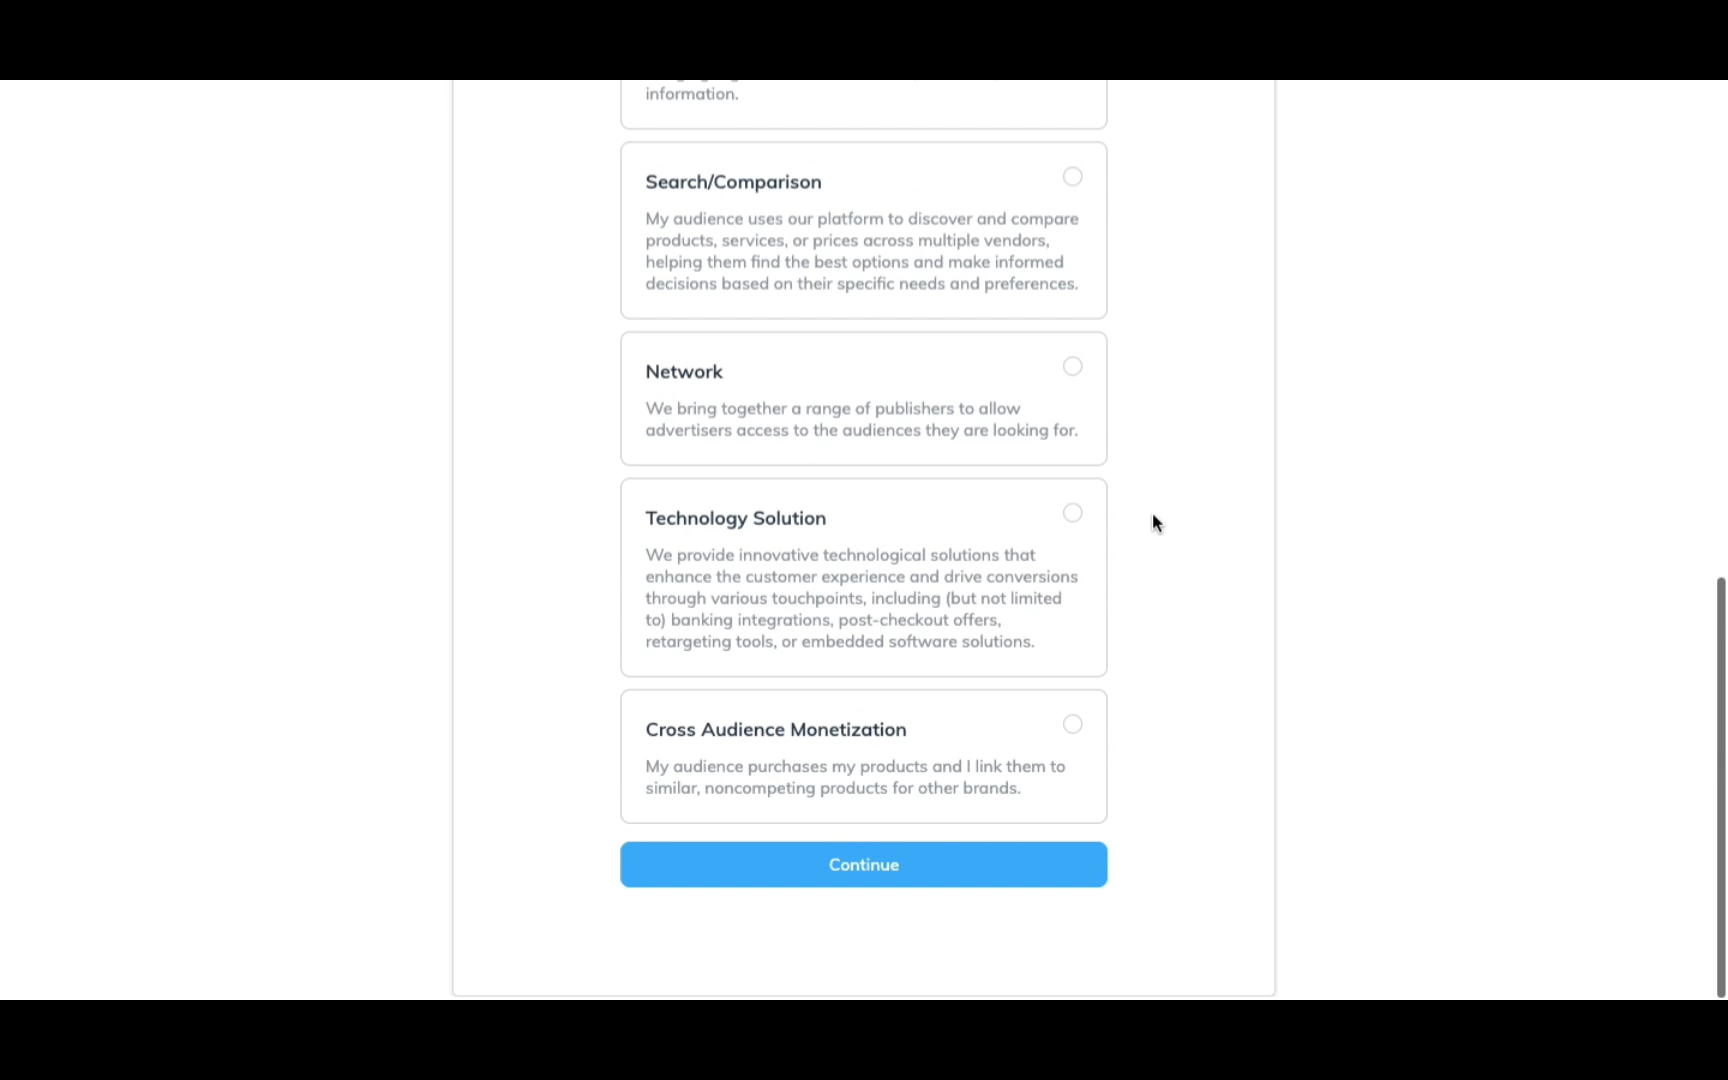 information.
Search/Comparison
My audience uses our platform to discover and compare
products, services, or prices across multiple vendors,
helping them find the best options and make informed
decisions based on their specific needs and preferences.
Network
We bring together a range of publishers to allow
advertisers access to the audiences they are looking for.
Technology Solution
We provide innovative technological solutions that
enhance the customer experience and drive conversions
through various touchpoints, including (but not limited
to) banking integrations, post-checkout offers,
retargeting tools, or embedded software solutions.
Cross Audience Monetization
My audience purchases my products and I link them to
similar, noncompeting products for other brands.
Continue